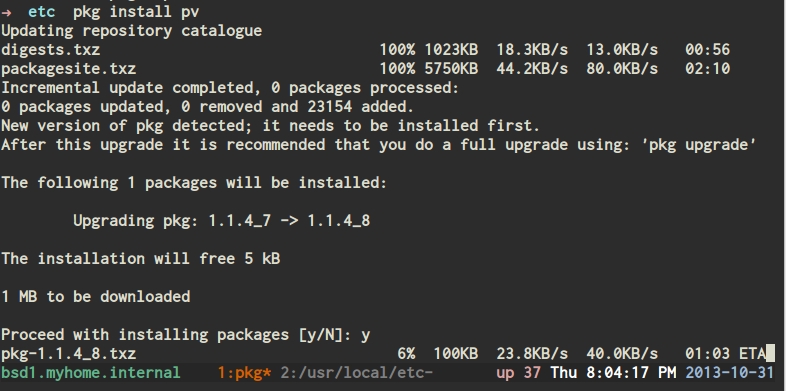 → etc pkg install pv
Updating repository catalogue
digests.txz 100% 1023KB 18.3KB/s 13.0KB/s 00:56
packagesite.txz 100% 5750KB 44.2KB/s 80.0KB/s 02:10
Incremental update completed, 0 packages processed:
0 packages updated, 0 removed and 23154 added.
New version of pkg detected; it needs to be installed first.
After this upgrade it is recommended that you do a full upgrade using: 'pkg upgrade'
The following 1 packages will be installed:
Upgrading pkg: 1.1.4_7 -> 1.1.4_8
The installation will free 5 kB
1 MB to be downloaded
Proceed with installing packages [y/N]: y
pkg-1.1.4_8.txz 6% 100KB 23.8KB/s 40.0KB/s 01:03 ETA
bsd1.myhome.internal 1:pkg* 2:/usr/local/etc- up 37 Thu 8:04:17 PM 2013-10-31